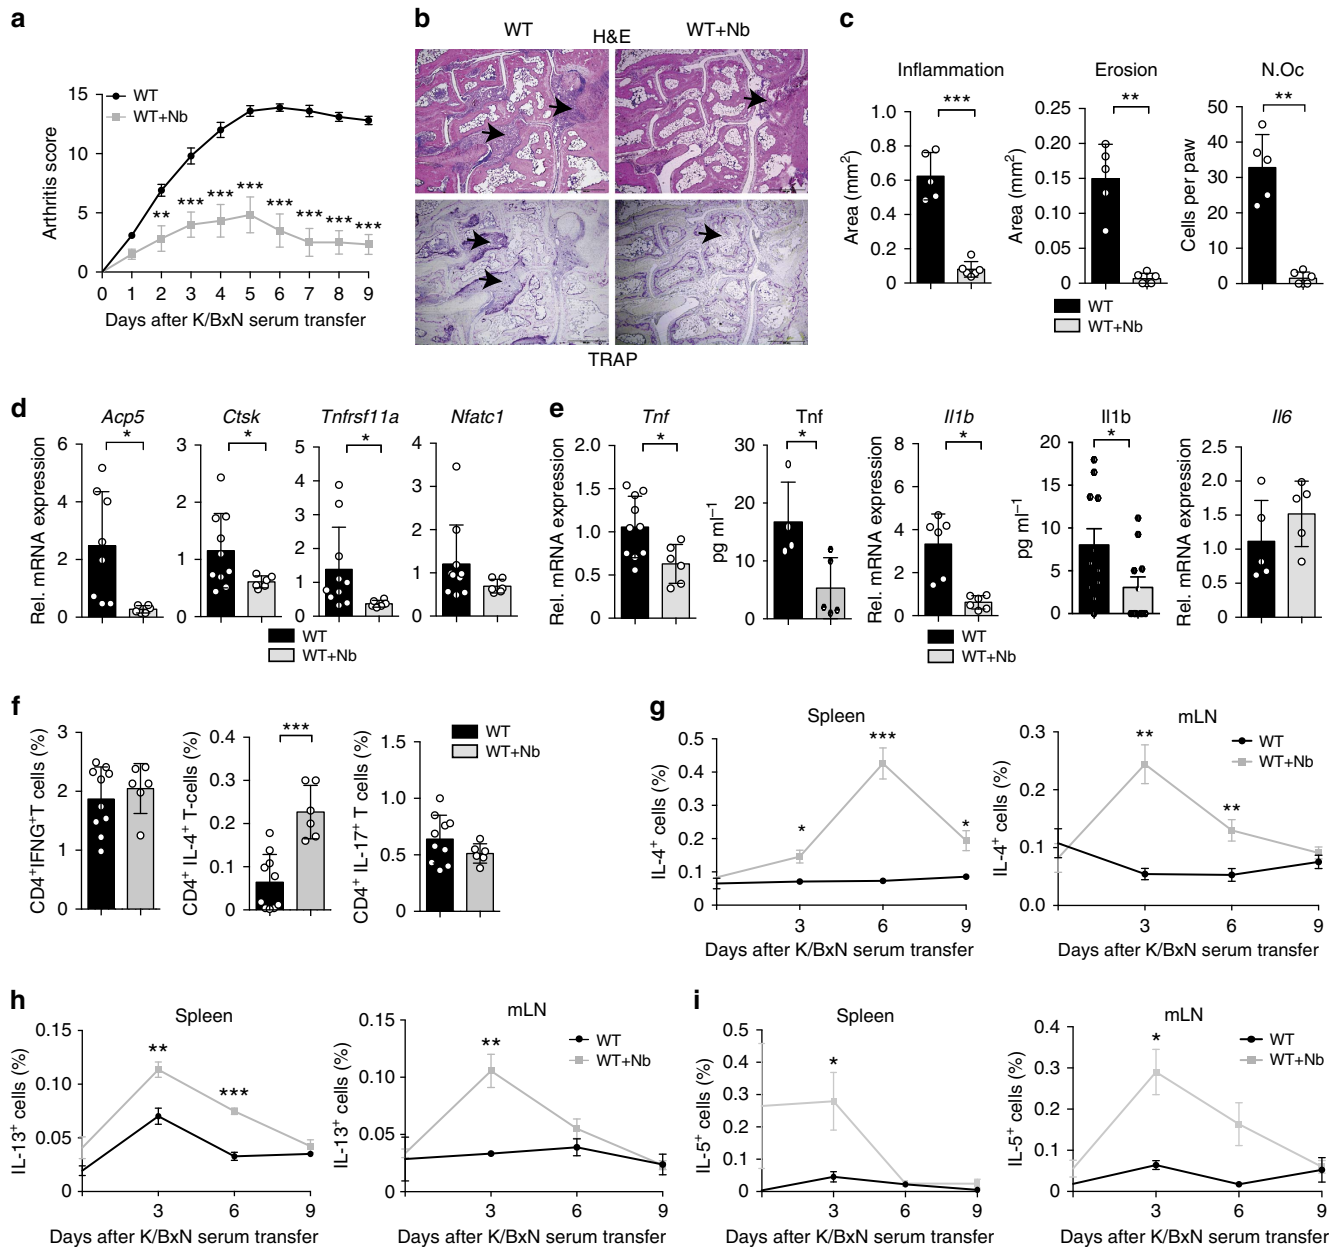 a
WT
WT+Nb
Arthritis score
15
10
5
0
** *** *** *** *** *** *** ***
0 1 2 3 4 5 6 7 8 9
Days after K/BxN serum transfer
b
WT H&E WT+Nb
TRAP
c
Inflammation
***
Area (mm²)
1.0
0.8
0.6
0.4
0.2
0
Erosion
**
Area (mm²)
0.25
0.20
0.15
0.10
0.05
0.00
N.Oc
**
Cells per paw
50
40
30
20
10
0
WT
WT+Nb
d
Acp5
*
Rel. mRNA expression
6
4
2
0
Ctsk
*
3
2
1
0
Tnfrsf11a
*
5
4
3
2
1
0
Nfatc1
4
3
2
1
0
WT
WT+Nb
e
Tnf
*
Rel. mRNA expression
2.0
1.5
1.0
0.5
0.0
Tnf
*
pg ml⁻¹
30
20
10
0
Il1b
*
Rel. mRNA expression
8
6
4
2
0
Il1b
*
pg ml⁻¹
20
15
10
5
0
Il6
Rel. mRNA expression
2.5
2.0
1.5
1.0
0.5
0.0
WT
WT+Nb
f
CD4⁺IFNG⁺T cells (%)
3
2
1
0
***
CD4⁺ IL-4⁺ T-cells (%)
0.4
0.3
0.2
0.1
0
CD4⁺ IL-17⁺ T cells (%)
1.5
1.0
0.5
0.0
WT
WT+Nb
g
Spleen
IL-4⁺ cells (%)
0.5
0.4
0.3
0.2
0.1
0
* *** *
3 6 9
Days after K/BxN serum transfer
mLN
WT
WT+Nb
IL-4⁺ cells (%)
0.3
0.2
0.1
0.0
** **
3 6 9
Days after K/BxN serum transfer
h
Spleen
IL-13⁺ cells (%)
0.15
0.10
0.05
0
** ***
3 6 9
Days after K/BxN serum transfer
mLN
WT
WT+Nb
IL-13⁺ cells (%)
0.15
0.10
0.05
0
**
3 6 9
Days after K/BxN serum transfer
i
Spleen
IL-5⁺ cells (%)
0.5
0.4
0.3
0.2
0.1
0
*
3 6 9
Days after K/BxN serum transfer
mLN
WT
WT+Nb
IL-5⁺ cells (%)
0.4
0.3
0.2
0.1
0
*
3 6 9
Days after K/BxN serum transfer